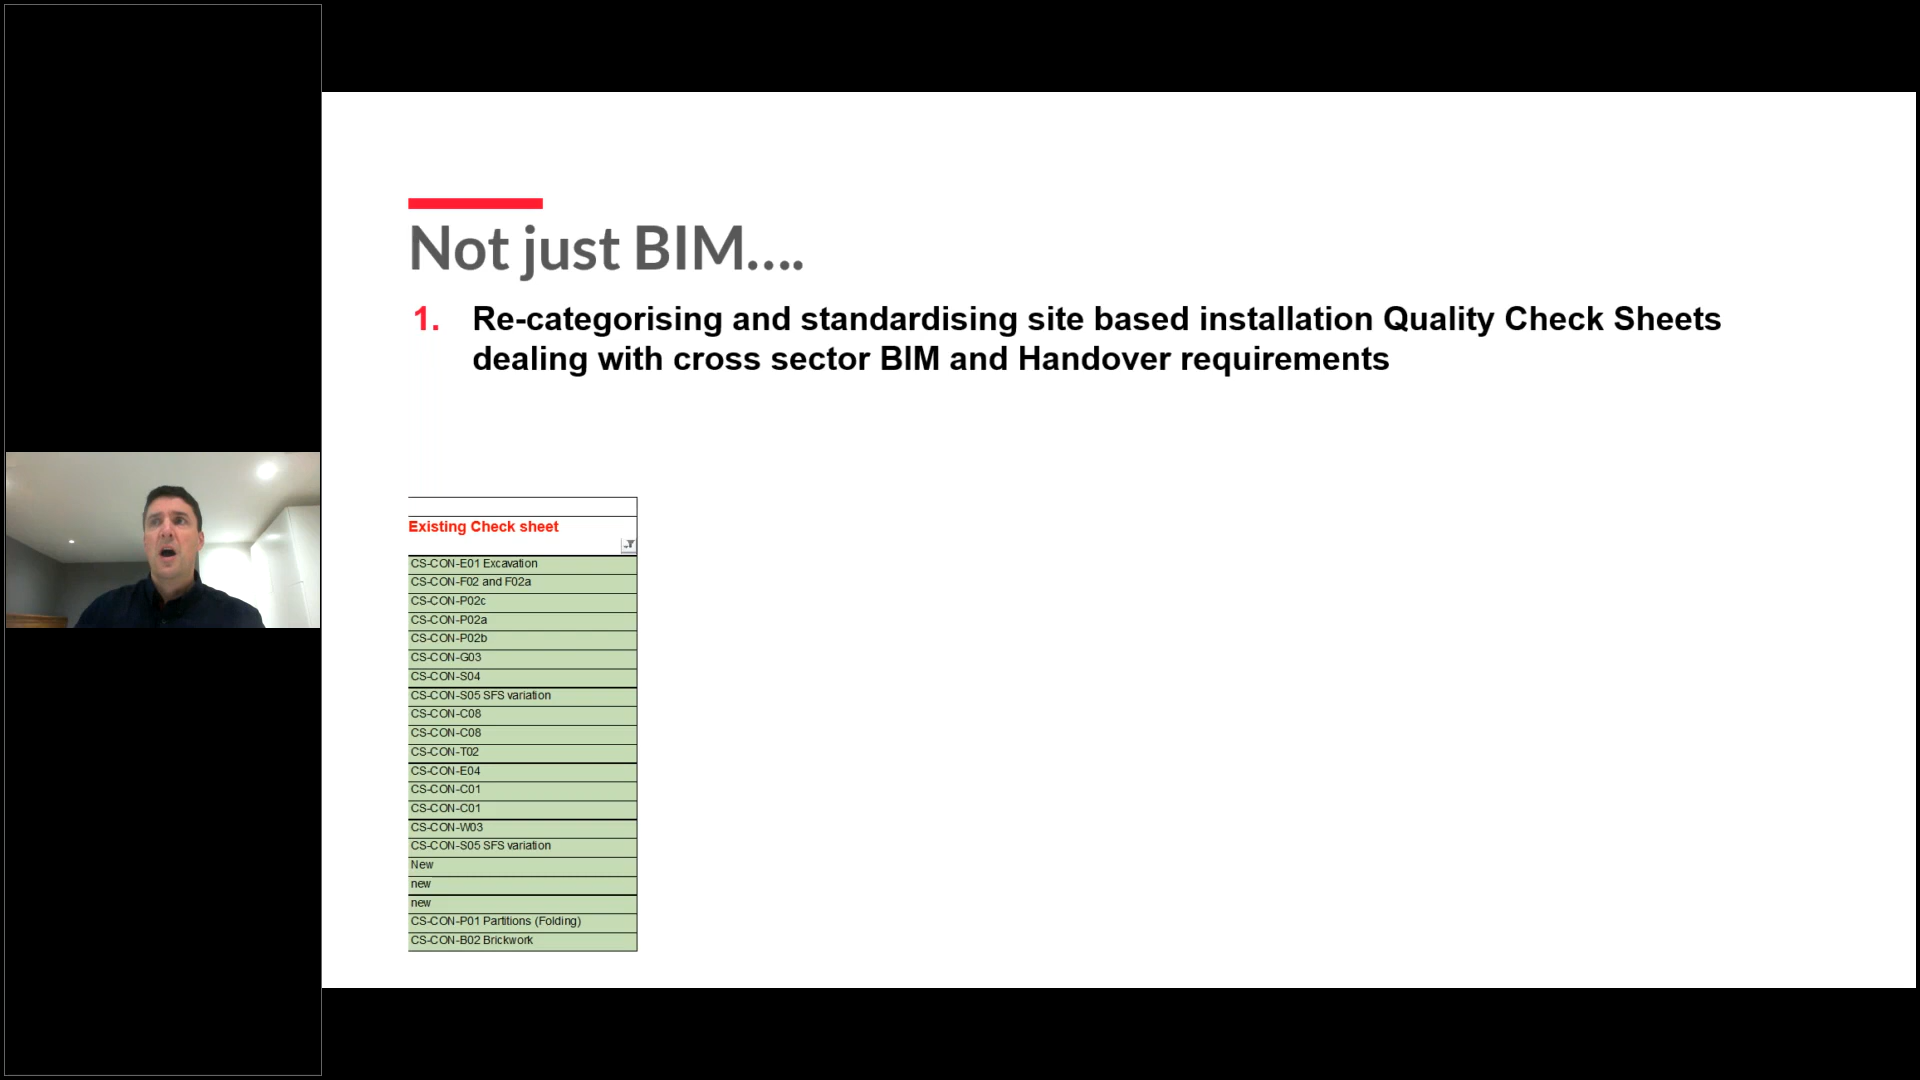 Not just BIM....
1. Re-categorising and standardising site based installation Quality Check Sheets
dealing with cross sector BIM and Handover requirements
Existing Check sheet
CS-CON-E01 Excavation
CS-CON-F02 and F02a
CS-CON-P02c
CS-CON-P02a
CS-CON-P02b
CS-CON-G03
CS-CON-S04
CS-CON-S05 SFS variation
CS-CON-C08
CS-CON-C08
CS-CON-T02
CS-CON-E04
CS-CON-C01
CS-CON-C01
CS-CON-W03
CS-CON-S05 SFS variation
New
new
new
CS-CON-P01 Partitions (Folding)
CS-CON-B02 Brickwork